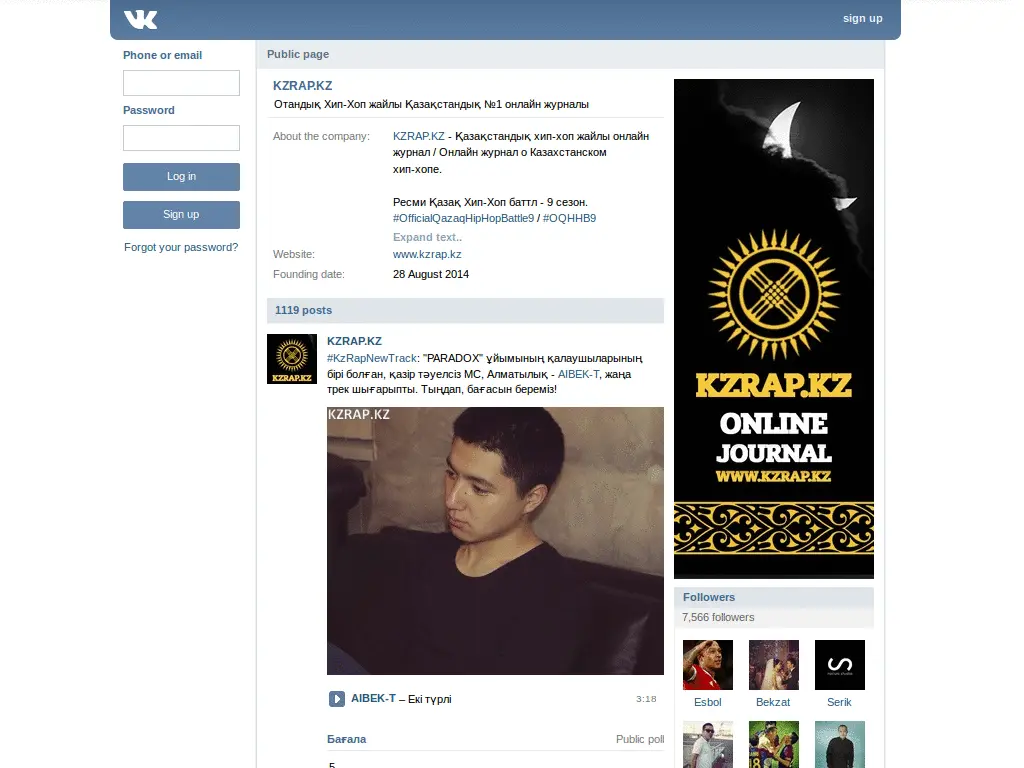 sign up
Phone or email
Password
Log in
Sign up
Forgot your password?
Public page
KZRAP.KZ
Отандық Хип-Хоп жайлы Қазақстандық №1 онлайн журналы
About the company:
KZRAP.KZ - Қазақстандық хип-хоп жайлы онлайн
журнал / Онлайн журнал о Казахстанском
хип-хопе.
Ресми Қазақ Хип-Хоп баттл - 9 сезон.
#OfficialQazaqHipHopBattle9 / #OQHHB9
Expand text..
Website:
www.kzrap.kz
Founding date:
28 August 2014
1119 posts
KZRAP.KZ
KZRAP.KZ
#KzRapNewTrack: "PARADOX" ұйымының қалаушыларының
бірі болған, қазір тәуелсіз MC, Алматылық - AIBEK-T, жаңа
трек шығарыпты. Тыңдап, бағасын береміз!
KZRAP.KZ
AIBEK-T – Екі түрлі
3:18
Бағала
Public poll
5
KZRAP.KZ
ONLINE
JOURNAL
WWW.KZRAP.KZ
Followers
7,566 followers
Esbol
Bekzat
Serik